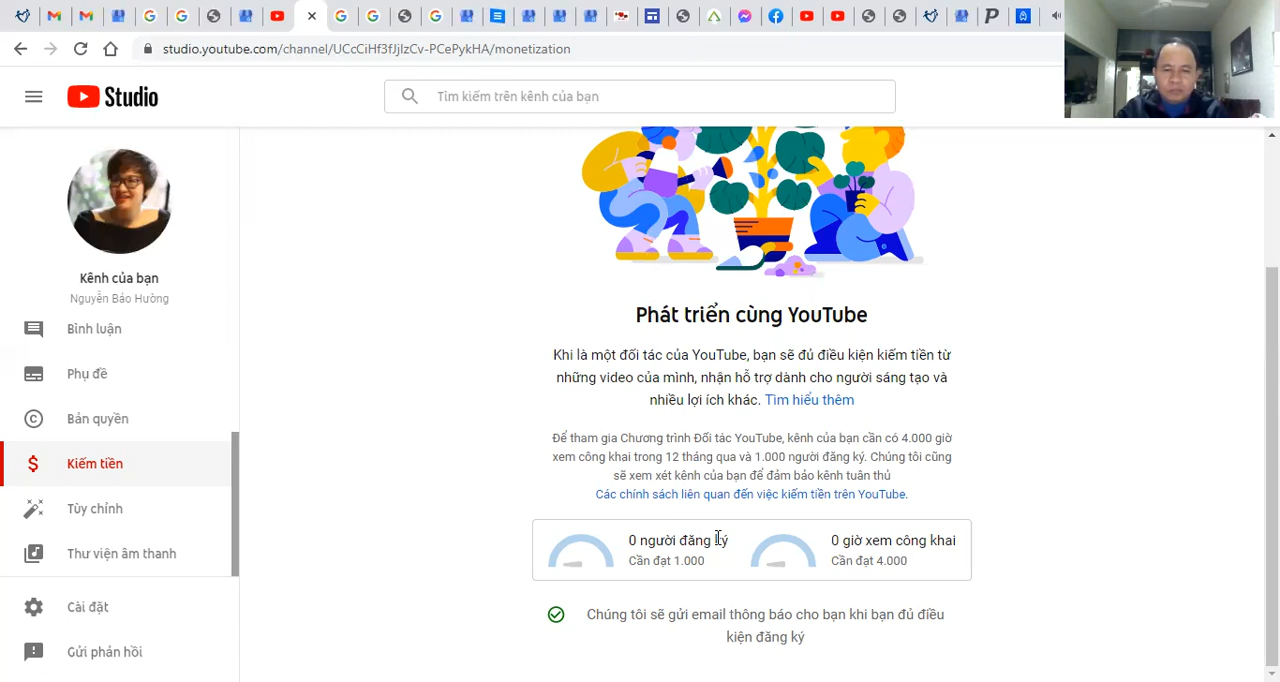 studio.youtube.com/channel/UCcCiHf3fJjIzCv-PCePykHA/monetization
Studio
Tìm kiếm trên kênh của bạn
Kênh của bạn
Nguyễn Bảo Hường
Bình luận
Phụ đề
Bản quyền
Kiếm tiền
Tùy chỉnh
Thư viện âm thanh
Cài đặt
Gửi phản hồi
Phát triển cùng YouTube
Khi là một đối tác của YouTube, bạn sẽ đủ điều kiện kiếm tiền từ
những video của mình, nhận hỗ trợ dành cho người sáng tạo và
nhiều lợi ích khác. Tìm hiểu thêm
Để tham gia Chương trình Đối tác YouTube, kênh của bạn cần có 4.000 giờ
xem công khai trong 12 tháng qua và 1.000 người đăng ký. Chúng tôi cũng
sẽ xem xét kênh của bạn để đảm bảo kênh tuân thủ
Các chính sách liên quan đến việc kiếm tiền trên YouTube.
0 người đăng ký
Cần đạt 1.000
0 giờ xem công khai
Cần đạt 4.000
Chúng tôi sẽ gửi email thông báo cho bạn khi bạn đủ điều
kiện đăng ký